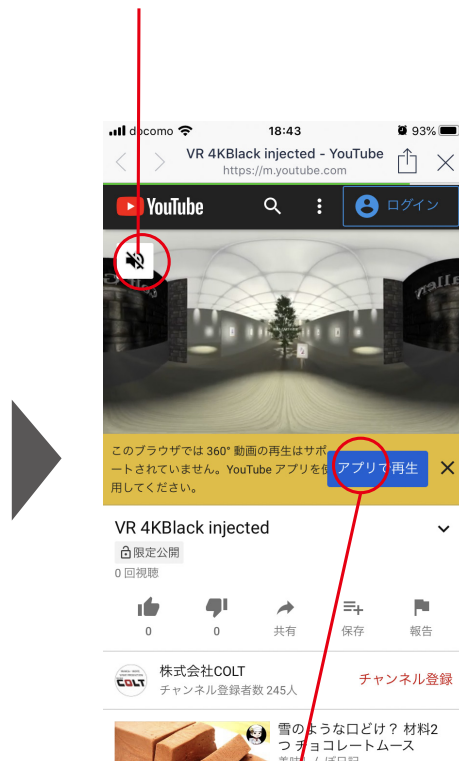 docomo 18:43 93%
VR 4KBlack injected - YouTube
https://m.youtube.com
YouTube ログイン
このブラウザでは 360° 動画の再生はサポ
ートされていません。YouTube アプリを使
用してください。
アプリで再生
VR 4KBlack injected
限定公開
0 回視聴
0 0 共有 保存 報告
株式会社COLT
チャンネル登録者数 245人
チャンネル登録
COLT
雪のような口どけ？ 材料2
つ チョコレートムース